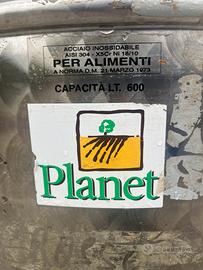 ACCIAIO INOSSIDABILE
AISI 304 - X5Cr Ni 18/10
PER ALIMENTI
A NORMA D.M. 21 MARZO 1973
CAPACITÀ LT. 600
Planet